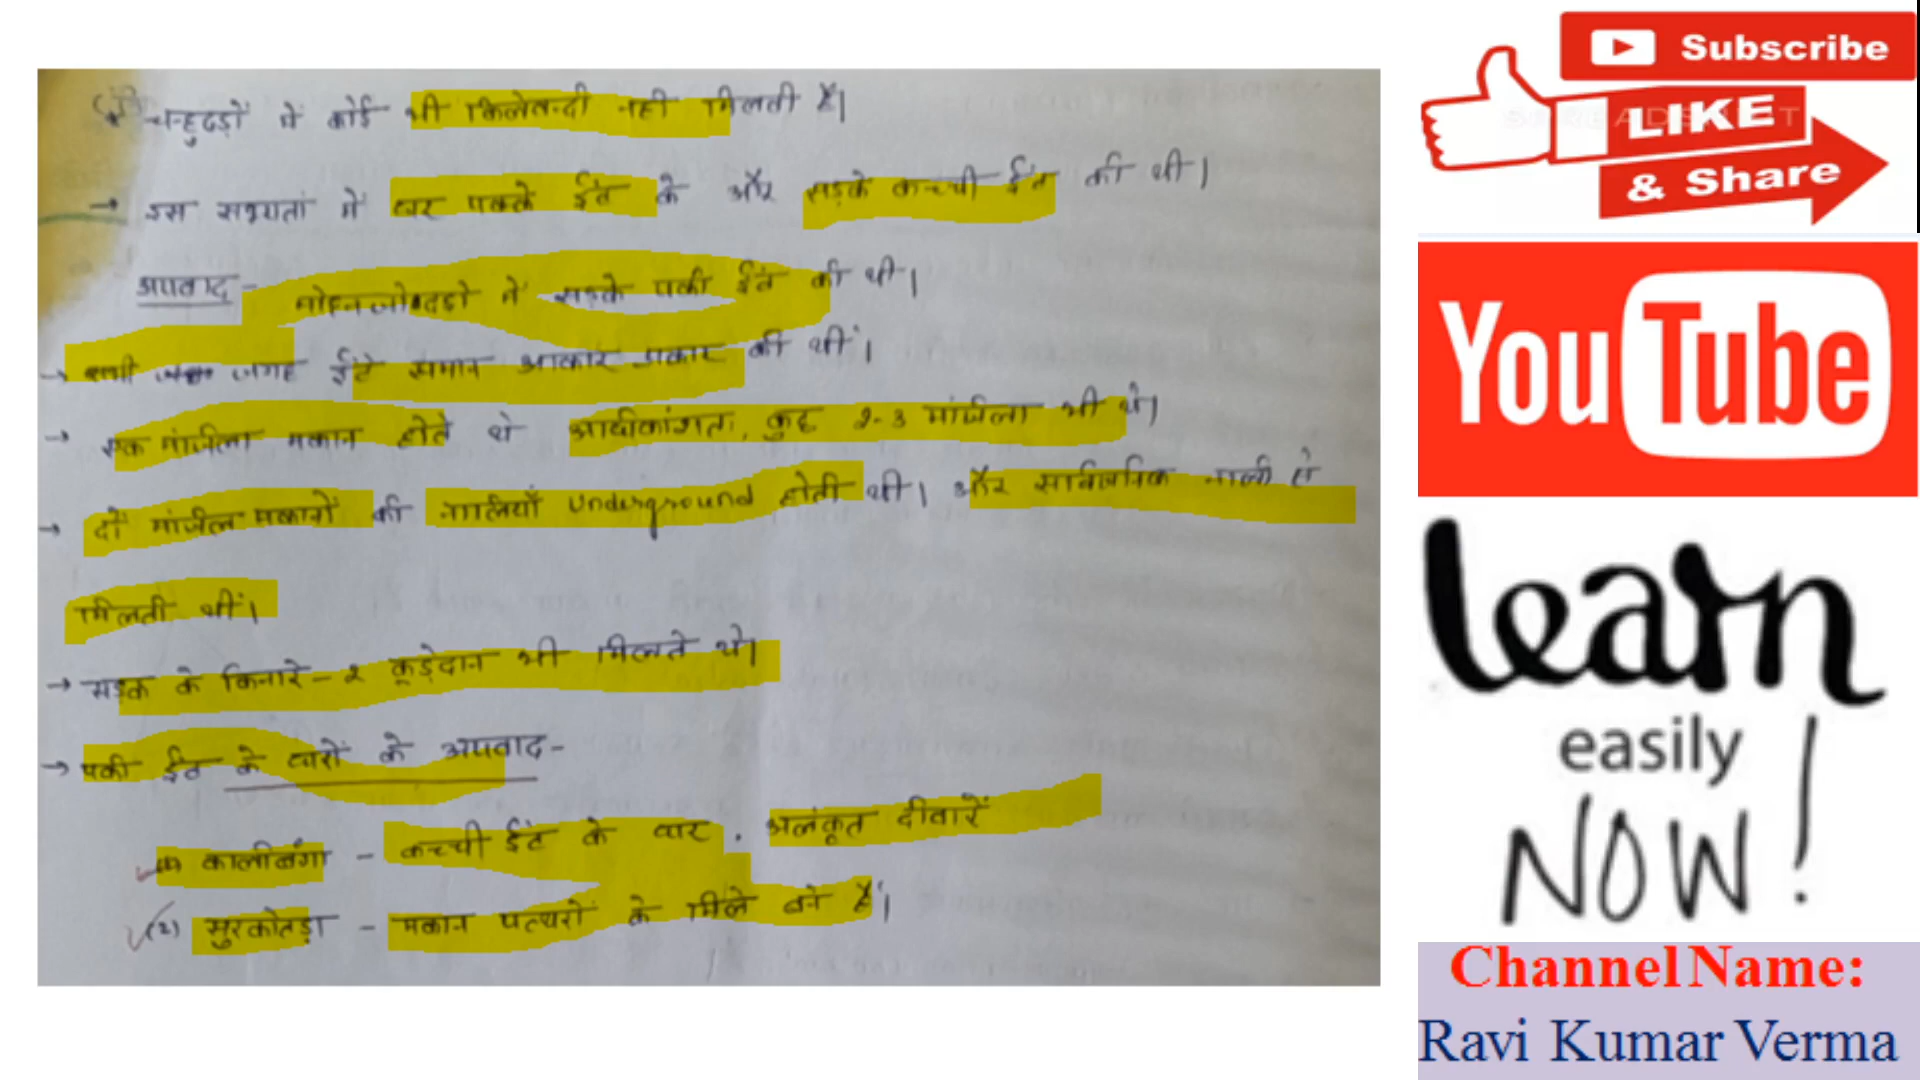 चन्हुदड़ों में कोई भी किलेबन्दी नही मिलती है।
→ इस सभ्यता में घर पक्के ईंट के और सड़के कच्ची ईंट की थी।
अपवाद - मोहनजोदड़ो में सड़के पक्की ईंट की थी।
→ सभी जगह ईंटे समान आकार-प्रकार की थीं।
→ एक मंजिला मकान होते थे अधिकांशतः, कुछ 2-3 मंजिला भी थे।
→ दो मंजिल मकानों की नालियाँ Underground होती थी। और सार्वजनिक नाली से
मिलती थीं।
→ सड़क के किनारे-२ कूड़ेदान भी मिलते थे।
→ पक्की ईंट के घरों के अपवाद-
(1) कालीबंगा - कच्ची ईंट के घर, अलंकृत दीवारें
(2) सुरकोतड़ा - मकान पत्थरों के मिले बने हैं।
Subscribe
LIKE
& Share
YouTube
learn
easily
NOW!
Channel Name:
Ravi Kumar Verma